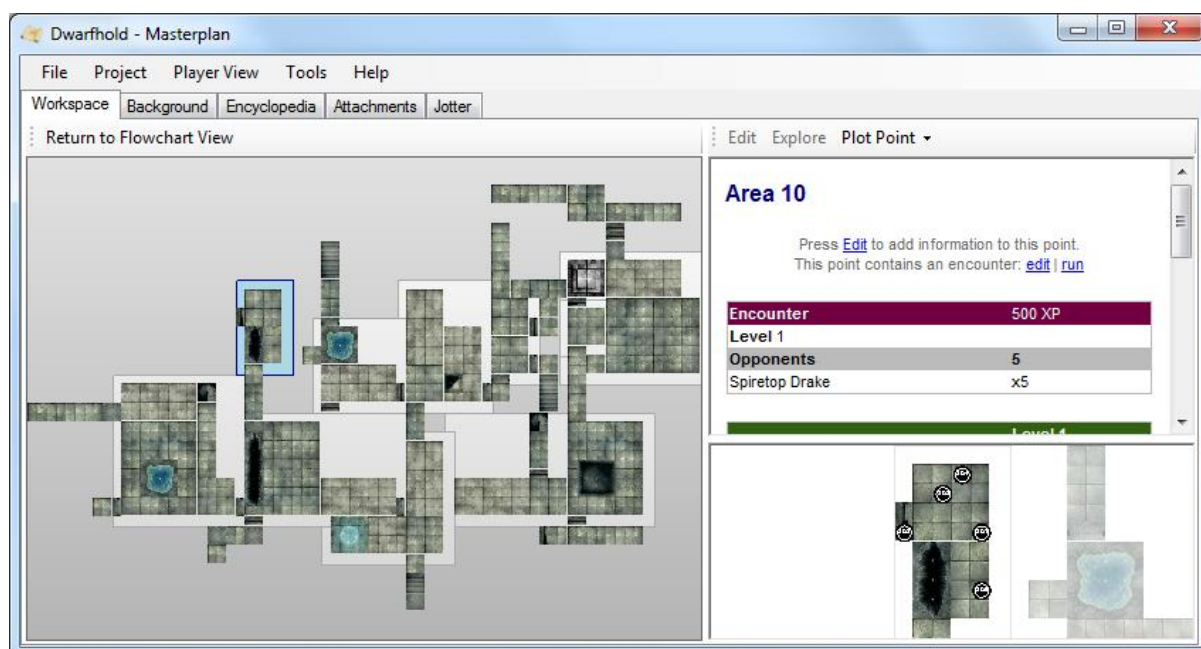 Dwarfhold - Masterplan
File Project Player View Tools Help
Workspace Background Encyclopedia Attachments Jotter
Return to Flowchart View
Edit Explore Plot Point
Area 10
Press Edit to add information to this point.
This point contains an encounter: edit | run
Encounter 500 XP
Level 1
Opponents 5
Spiretop Drake x5
Level 1